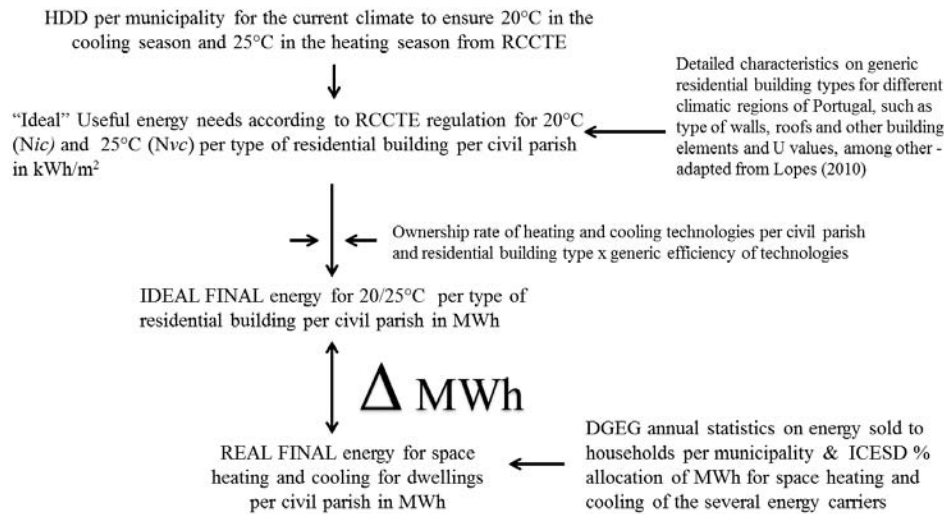 HDD per municipality for the current climate to ensure 20°C in the
cooling season and 25°C in the heating season from RCCTE
Detailed characteristics on generic
residential building types for different
climatic regions of Portugal, such as
type of walls, roofs and other building
elements and U values, among other -
adapted from Lopes (2010)
“Ideal” Useful energy needs according to RCCTE regulation for 20°C
(Nic) and 25°C (Nvc) per type of residential building per civil parish
in kWh/m²
Ownership rate of heating and cooling technologies per civil parish
and residential building type x generic efficiency of technologies
IDEAL FINAL energy for 20/25°C per type of
residential building per civil parish in MWh
Δ MWh
REAL FINAL energy for space
heating and cooling for dwellings
per civil parish in MWh
DGEG annual statistics on energy sold to
households per municipality & ICESD %
allocation of MWh for space heating and
cooling of the several energy carriers